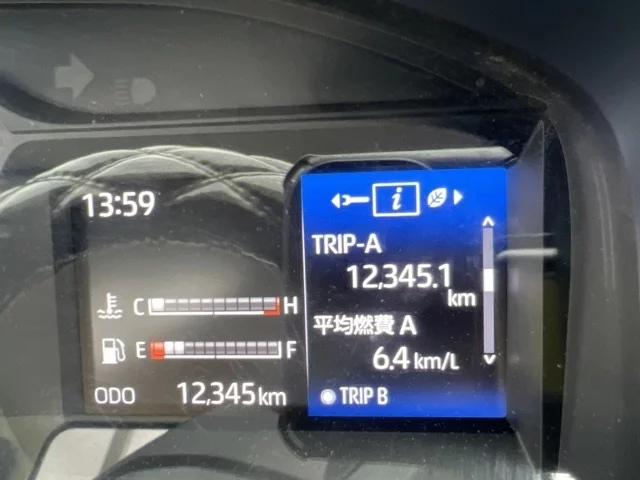 13:59
C H
E F
ODO 12,345km
i
TRIP-A
12,345.1
km
平均燃費 A
6.4 km/L
TRIP B